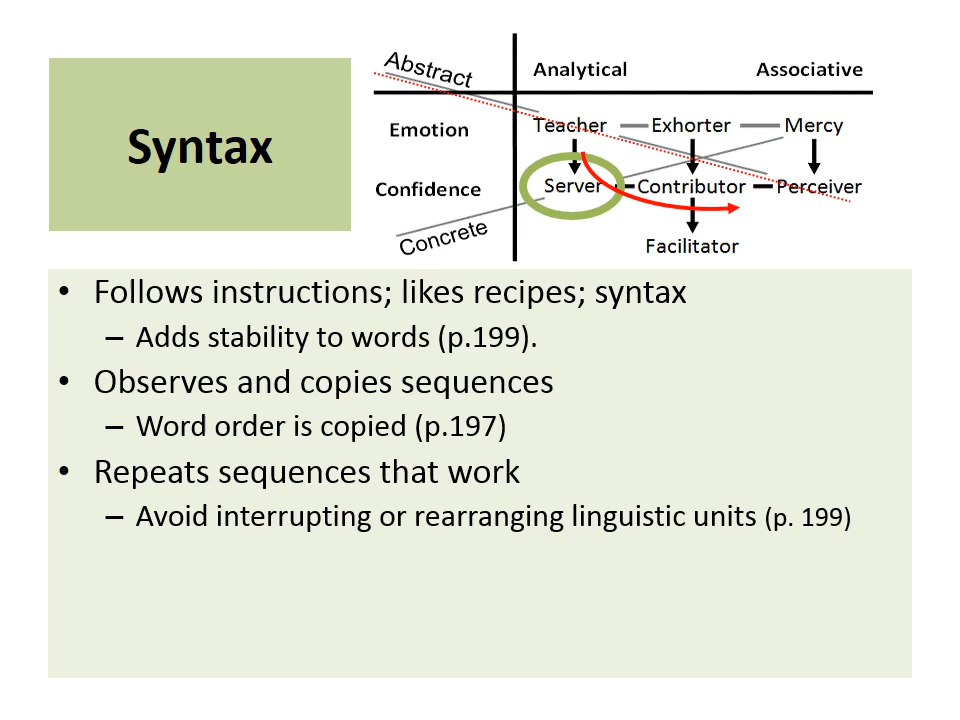 Syntax
Abstract
Analytical Associative
Emotion Teacher Exhorter Mercy
Confidence Server Contributor Perceiver
Concrete
Facilitator
• Follows instructions; likes recipes; syntax
– Adds stability to words (p.199).
• Observes and copies sequences
– Word order is copied (p.197)
• Repeats sequences that work
– Avoid interrupting or rearranging linguistic units (p. 199)